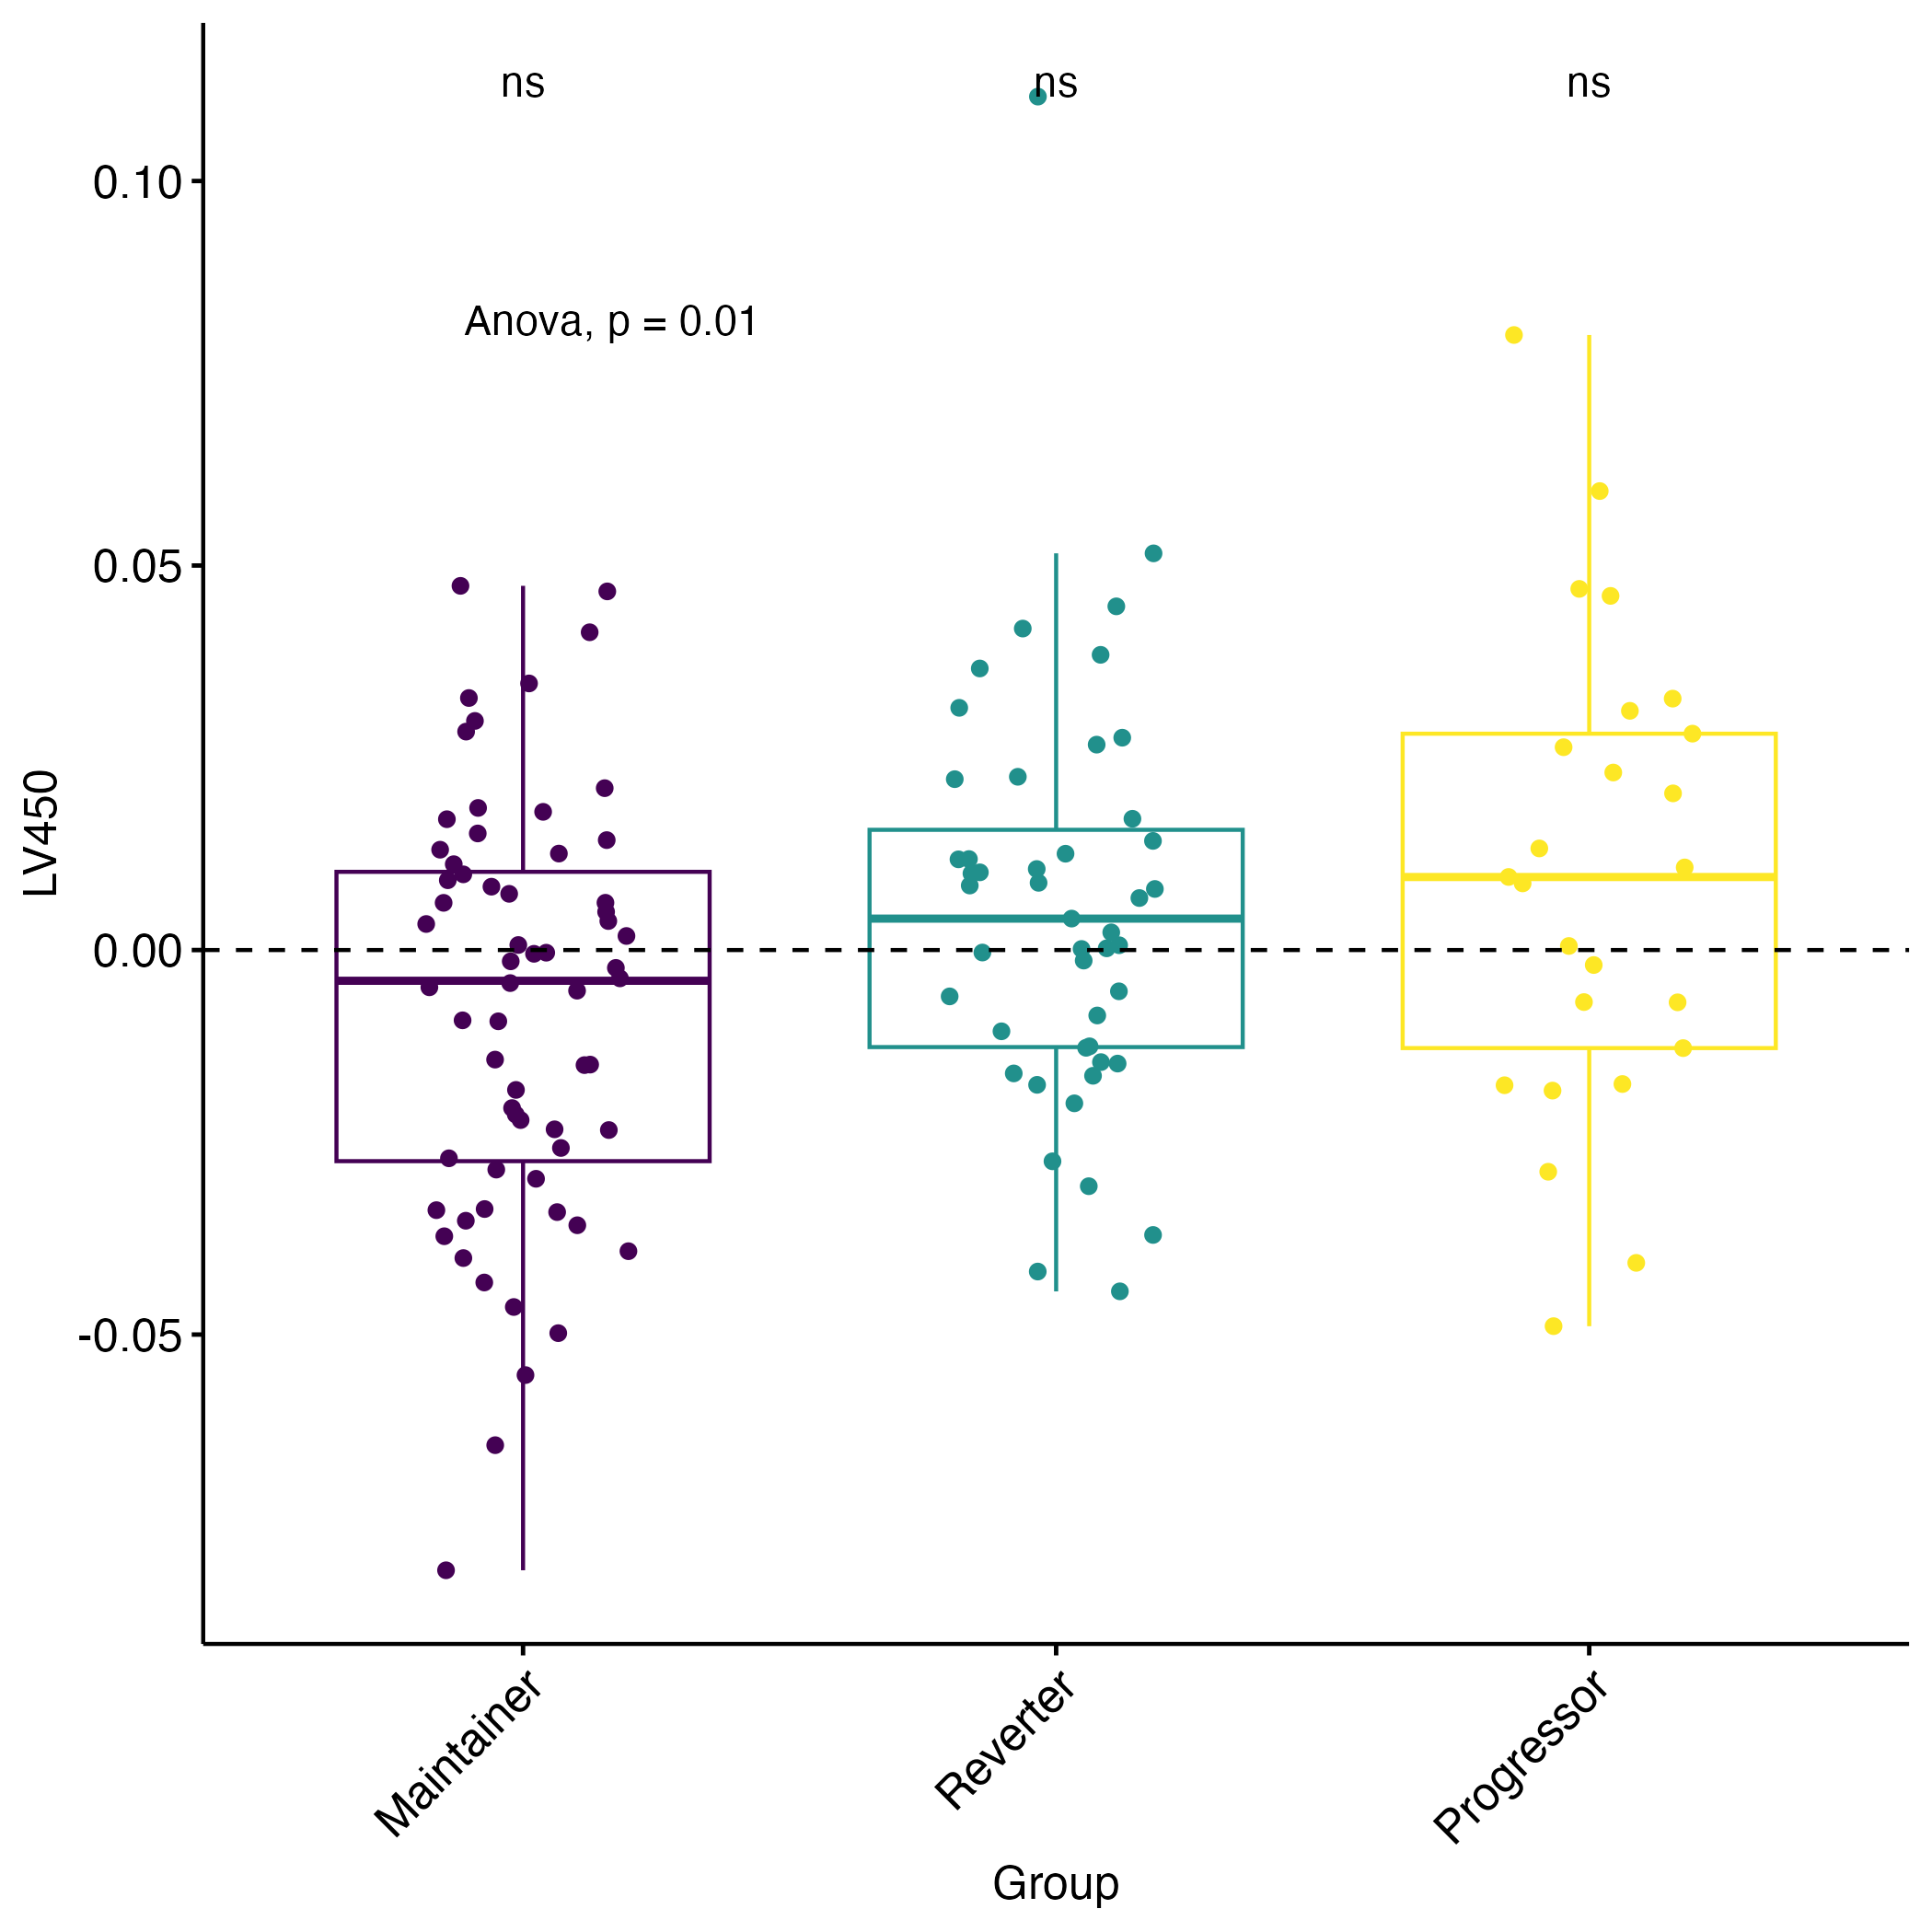 ns ns ns
0.10
Anova, p = 0.01
0.05
LV450
0.00
-0.05
Maintainer Reverter Progressor
Group